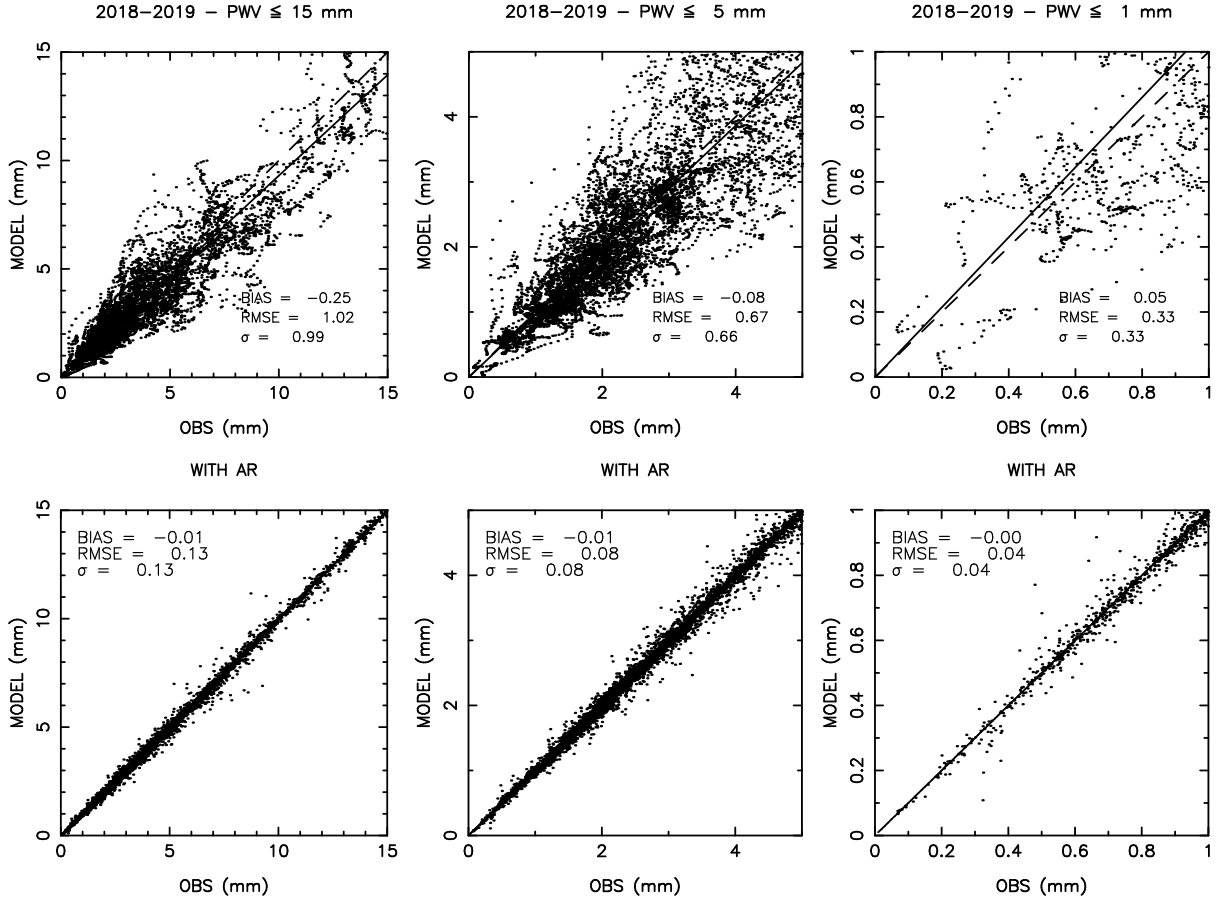 2018-2019 - PWV ≦ 15 mm
2018-2019 - PWV ≦ 5 mm
2018-2019 - PWV ≦ 1 mm
15
10
5
0
MODEL (mm)
BIAS = -0.25
RMSE = 1.02
σ = 0.99
0 5 10 15
OBS (mm)
4
2
0
MODEL (mm)
BIAS = -0.08
RMSE = 0.67
σ = 0.66
0 2 4
OBS (mm)
1
0.8
0.6
0.4
0.2
0
MODEL (mm)
BIAS = 0.05
RMSE = 0.33
σ = 0.33
0 0.2 0.4 0.6 0.8 1
OBS (mm)
WITH AR
WITH AR
WITH AR
15
10
5
0
MODEL (mm)
BIAS = -0.01
RMSE = 0.13
σ = 0.13
0 5 10 15
OBS (mm)
4
2
0
MODEL (mm)
BIAS = -0.01
RMSE = 0.08
σ = 0.08
0 2 4
OBS (mm)
1
0.8
0.6
0.4
0.2
0
MODEL (mm)
BIAS = -0.00
RMSE = 0.04
σ = 0.04
0 0.2 0.4 0.6 0.8 1
OBS (mm)